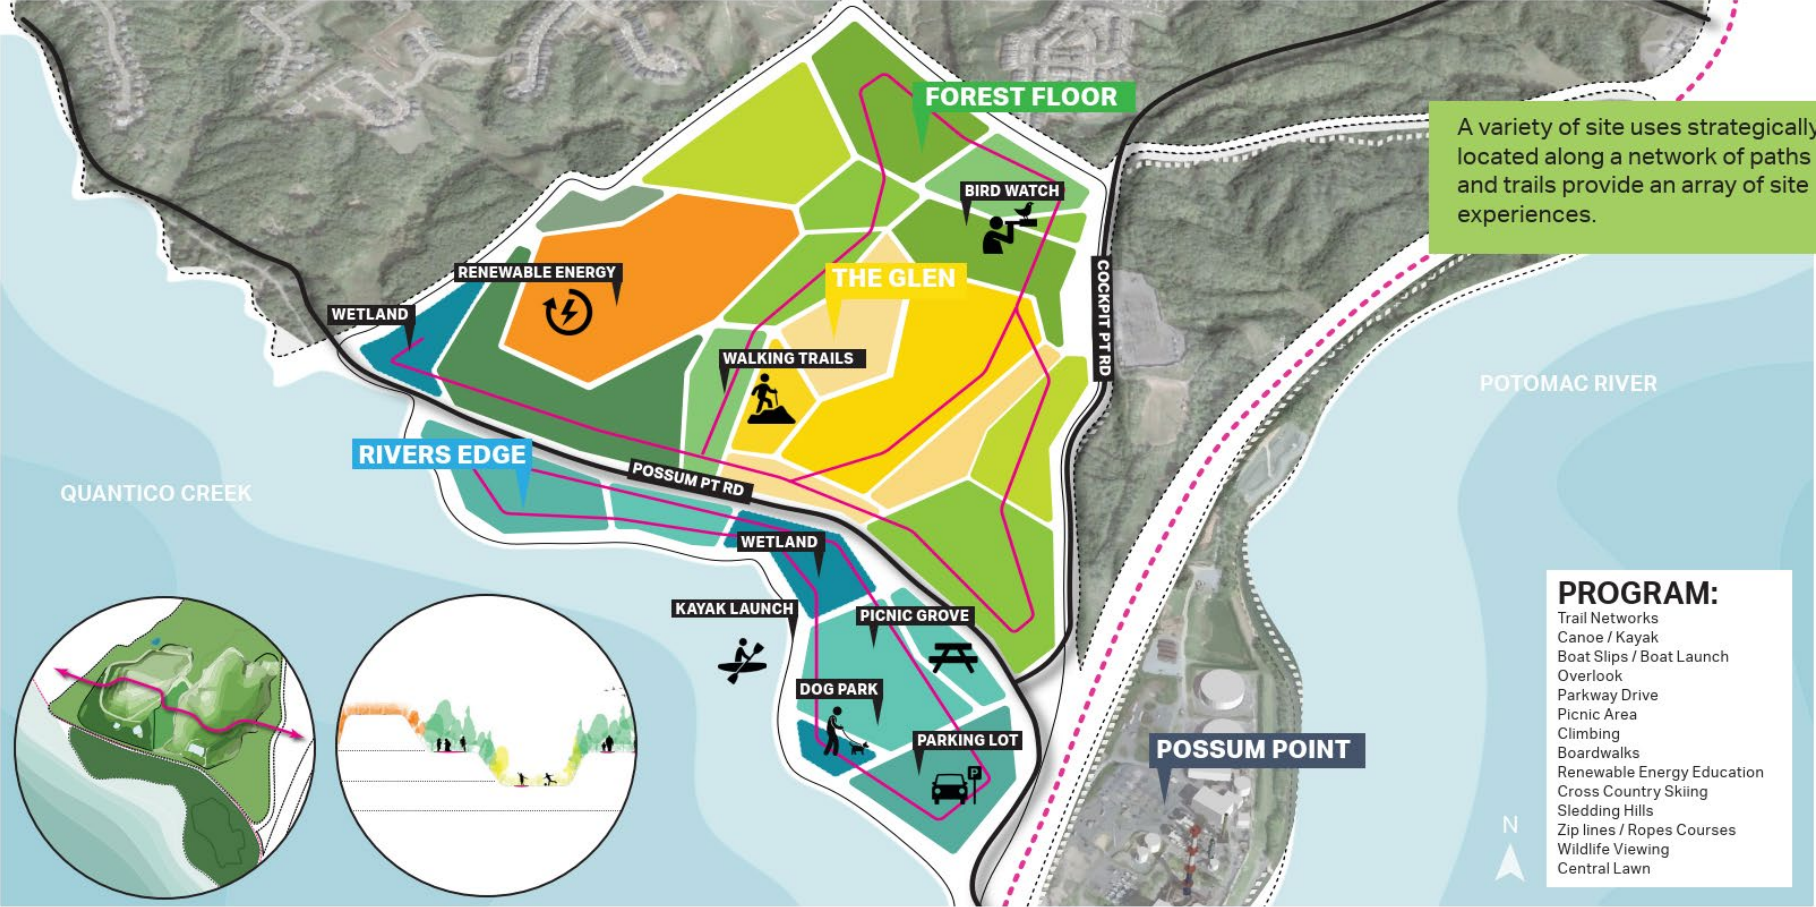 FOREST FLOOR
A variety of site uses strategically
located along a network of paths
and trails provide an array of site
experiences.
BIRD WATCH
RENEWABLE ENERGY
THE GLEN
COCKPIT PT RD
WETLAND
WALKING TRAILS
POTOMAC RIVER
RIVERS EDGE
POSSUM PT RD
QUANTICO CREEK
WETLAND
KAYAK LAUNCH
PICNIC GROVE
DOG PARK
PARKING LOT
P
POSSUM POINT
N
PROGRAM:
Trail Networks
Canoe / Kayak
Boat Slips / Boat Launch
Overlook
Parkway Drive
Picnic Area
Climbing
Boardwalks
Renewable Energy Education
Cross Country Skiing
Sledding Hills
Zip lines / Ropes Courses
Wildlife Viewing
Central Lawn